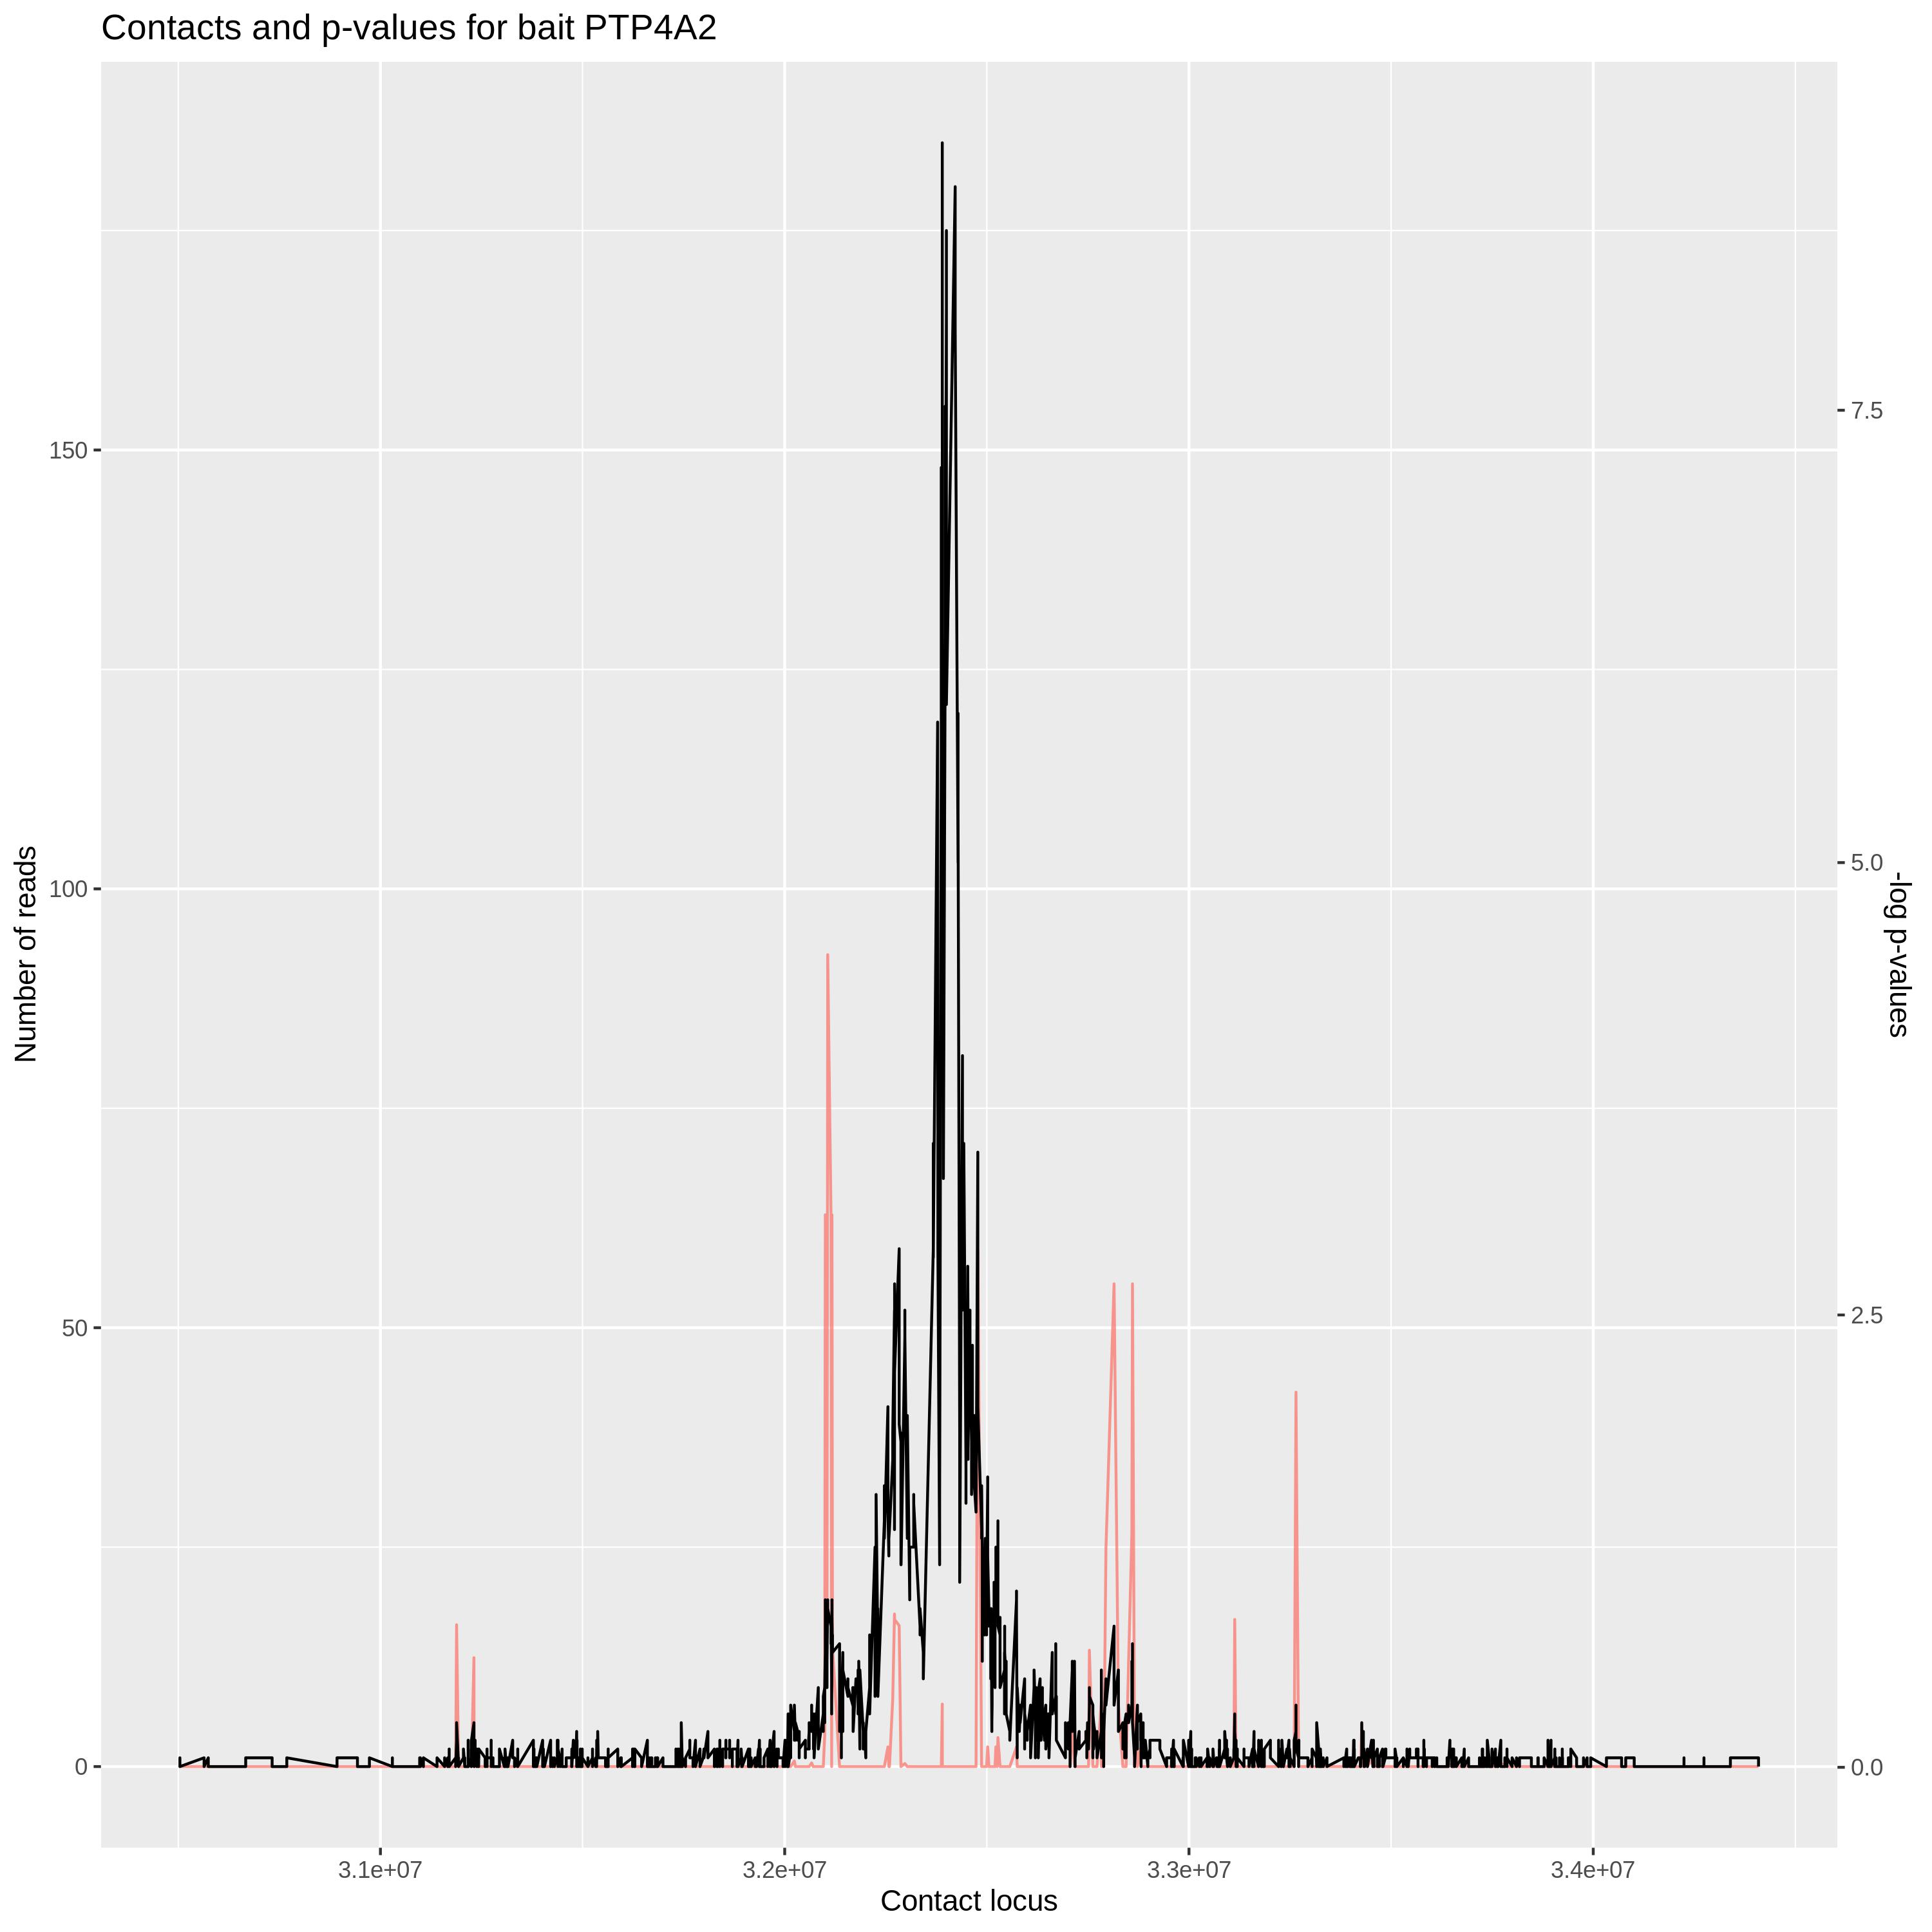 Contacts and p-values for bait PTP4A2
Number of reads
150
100
50
0
7.5
5.0
2.5
0.0
-log p-values
3.1e+07 3.2e+07 3.3e+07 3.4e+07
Contact locus